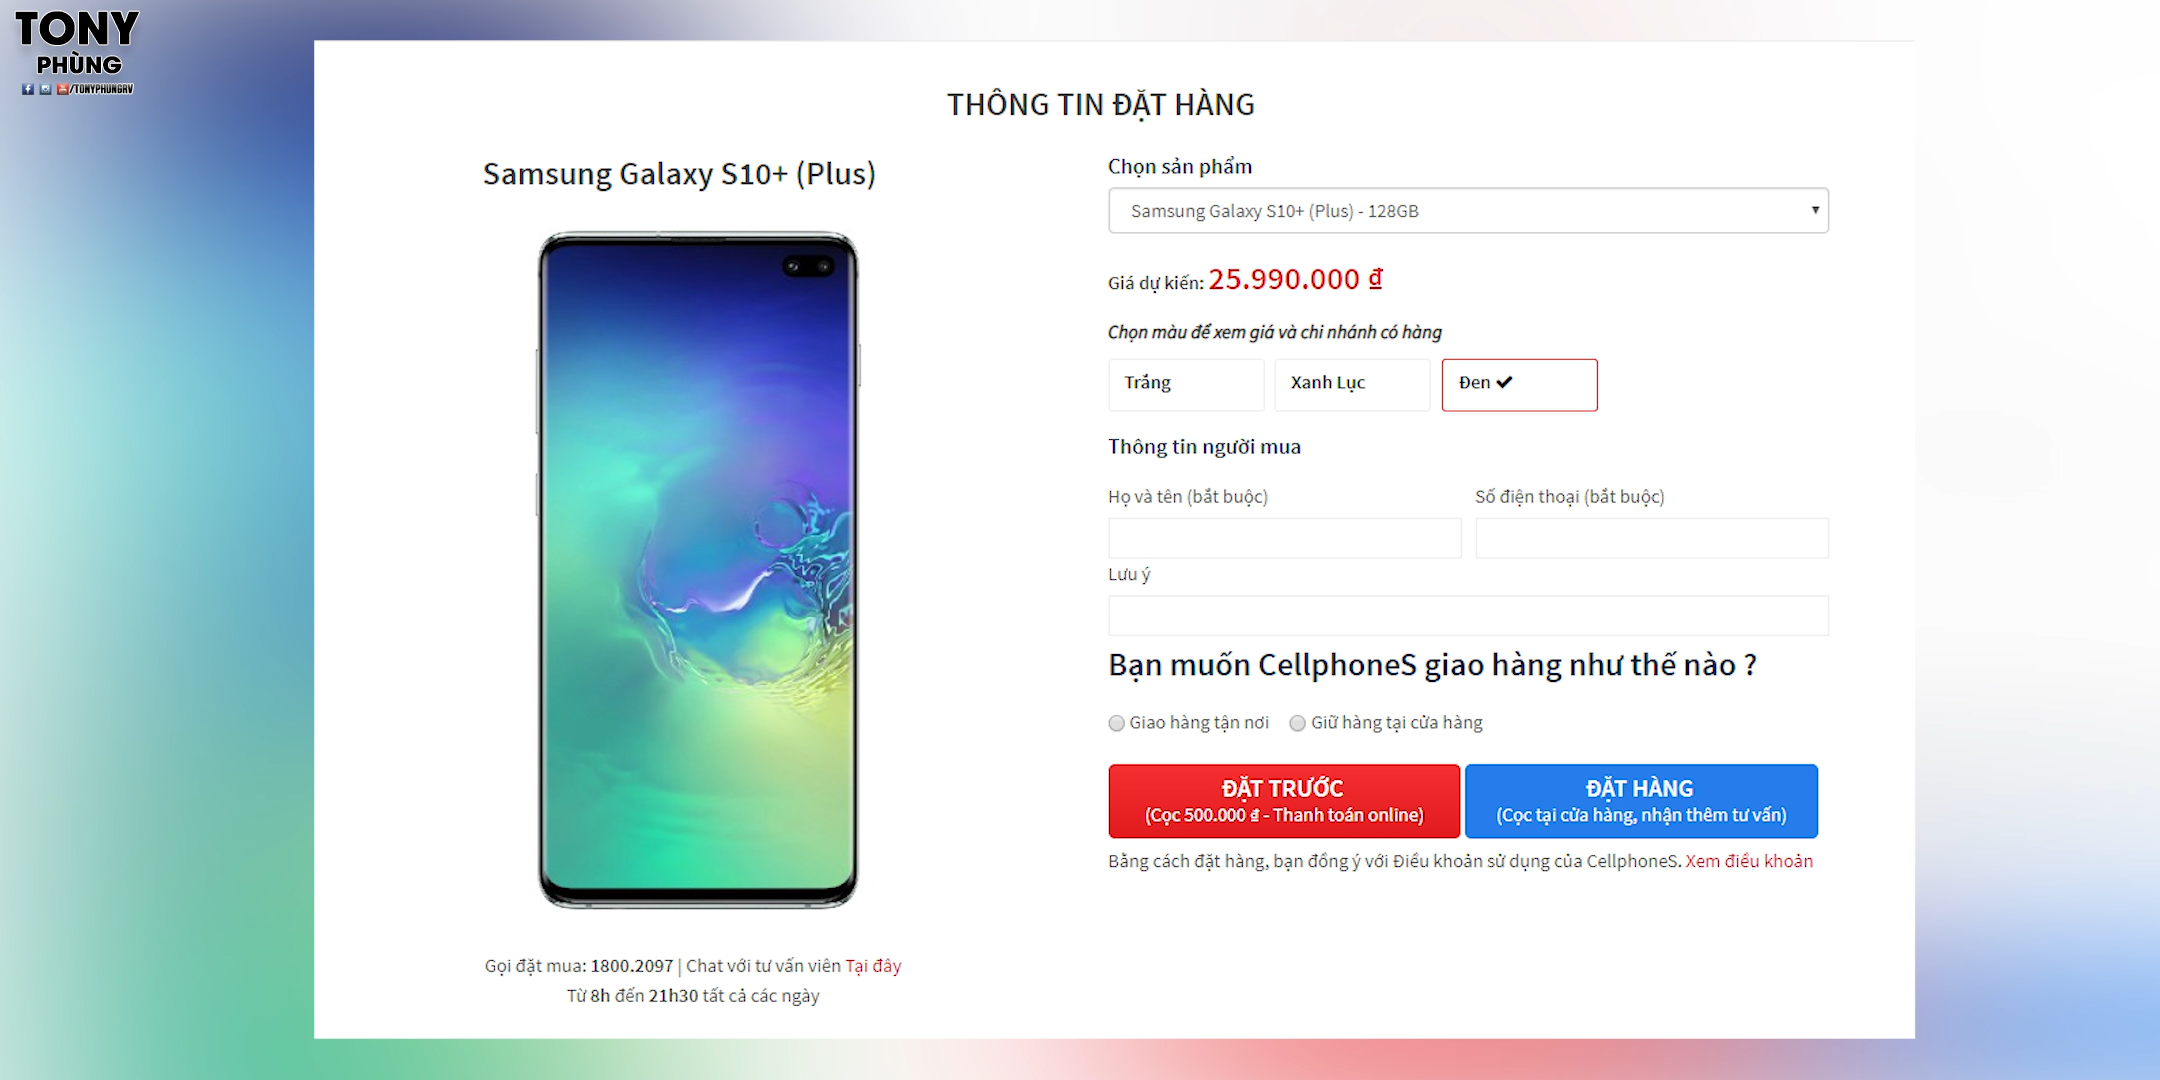 TONY
PHÙNG
/TONYPHUNGRV
THÔNG TIN ĐẶT HÀNG
Samsung Galaxy S10+ (Plus)
Gọi đặt mua: 1800.2097 | Chat với tư vấn viên Tại đây
Từ 8h đến 21h30 tất cả các ngày
Chọn sản phẩm
Samsung Galaxy S10+ (Plus) - 128GB
Giá dự kiến: 25.990.000 ₫
Chọn màu để xem giá và chi nhánh có hàng
Trắng
Xanh Lục
Đen ✔
Thông tin người mua
Họ và tên (bắt buộc)
Số điện thoại (bắt buộc)
Lưu ý
Bạn muốn CellphoneS giao hàng như thế nào ?
Giao hàng tận nơi
Giữ hàng tại cửa hàng
ĐẶT TRƯỚC
(Cọc 500.000 ₫ - Thanh toán online)
ĐẶT HÀNG
(Cọc tại cửa hàng, nhận thêm tư vấn)
Bằng cách đặt hàng, bạn đồng ý với Điều khoản sử dụng của CellphoneS. Xem điều khoản